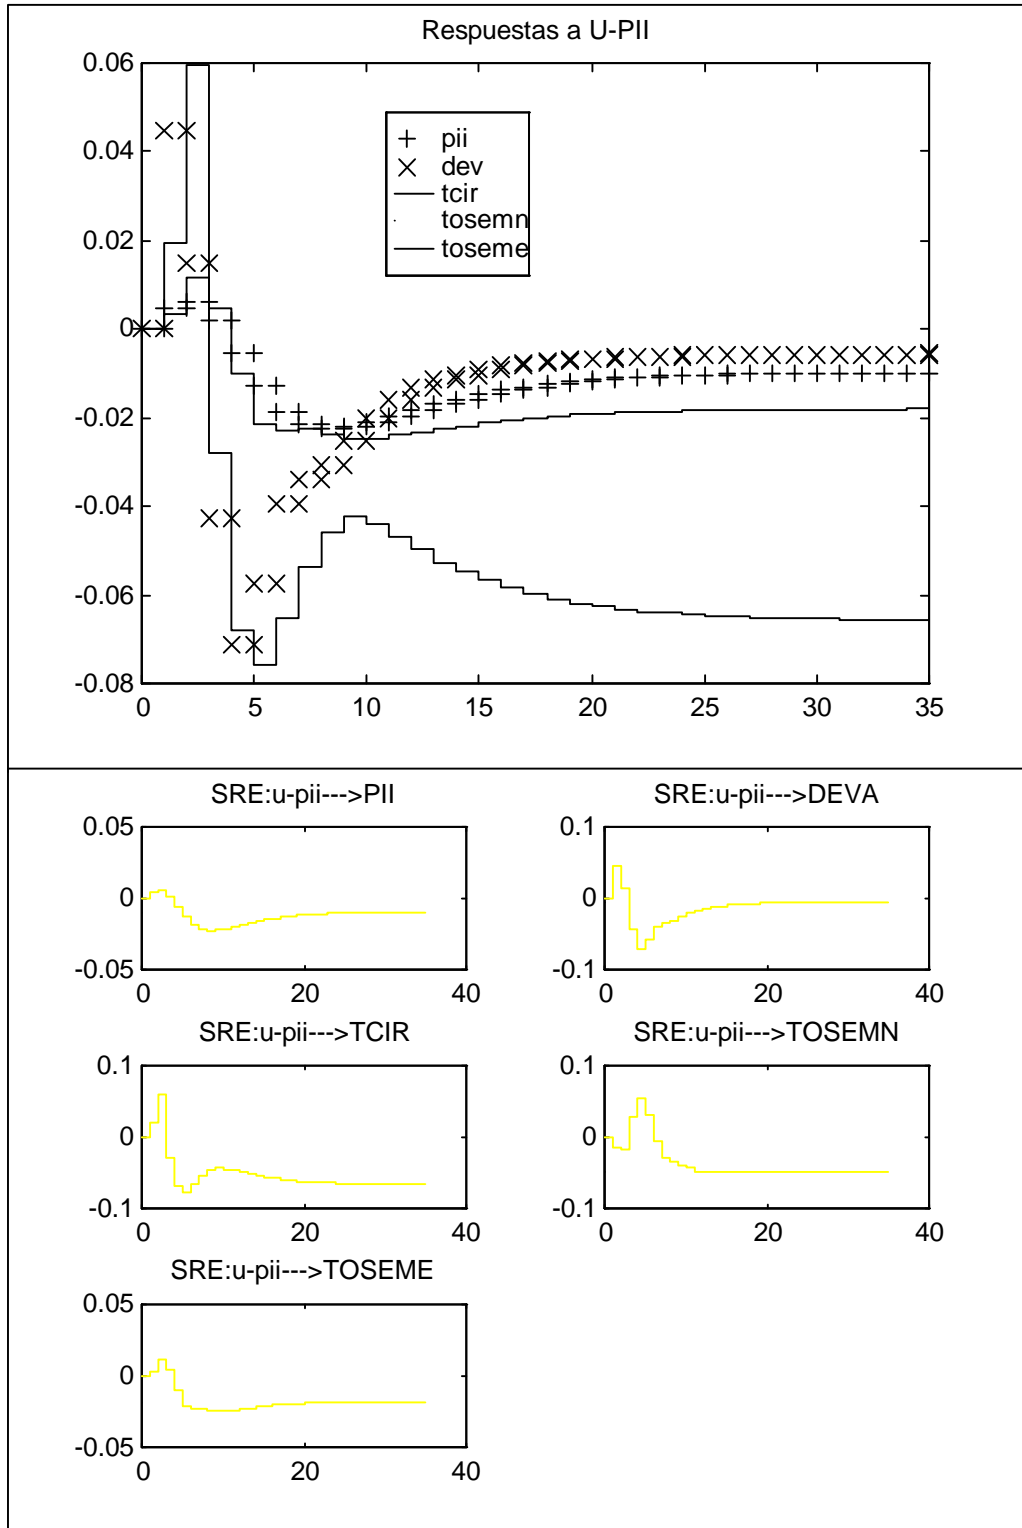 Respuestas a U-PII
0.06
0.04
0.02
0
-0.02
-0.04
-0.06
-0.08
0 5 10 15 20 25 30 35
pii
dev
tcir
tosemn
toseme
SRE:u-pii--->PII
0.05
0
-0.05
0 20 40
SRE:u-pii--->DEVA
0.1
0
-0.1
0 20 40
SRE:u-pii--->TCIR
0.1
0
-0.1
0 20 40
SRE:u-pii--->TOSEMN
0.1
0
-0.1
0 20 40
SRE:u-pii--->TOSEME
0.05
0
-0.05
0 20 40